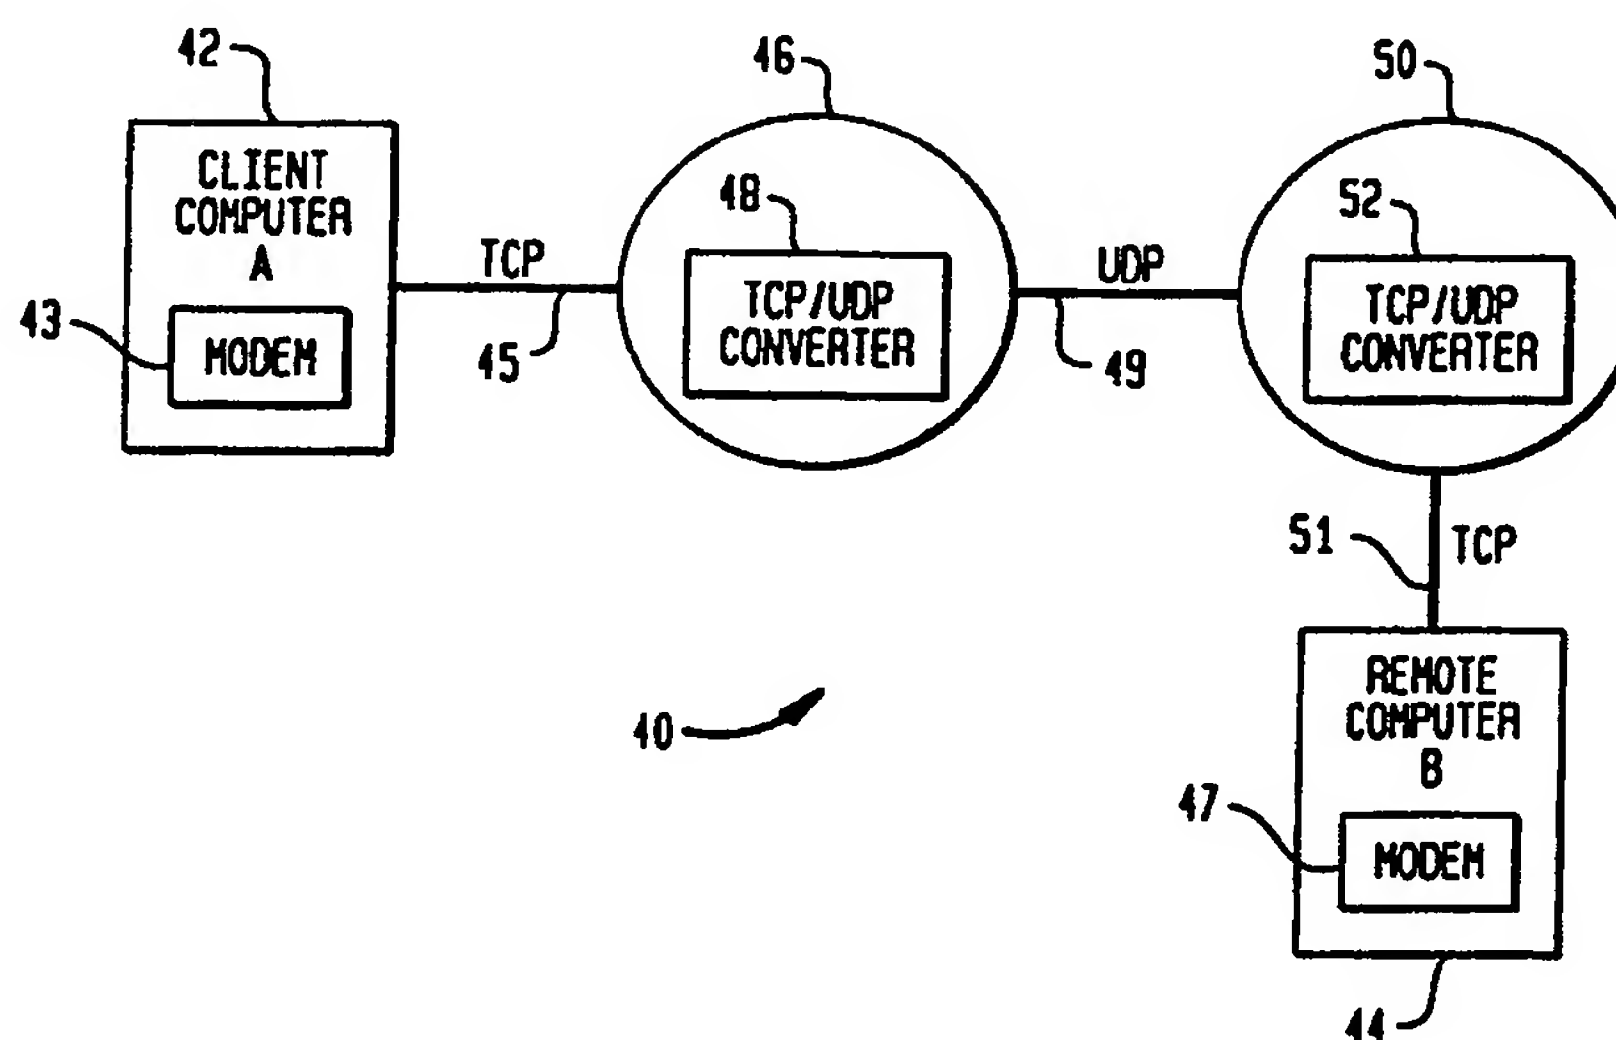 42
46
50
CLIENT
COMPUTER
A
48
52
TCP
UDP
TCP/UDP
CONVERTER
TCP/UDP
CONVERTER
43
MODEM
45
49
51
TCP
REMOTE
COMPUTER
B
40
47
MODEM
44